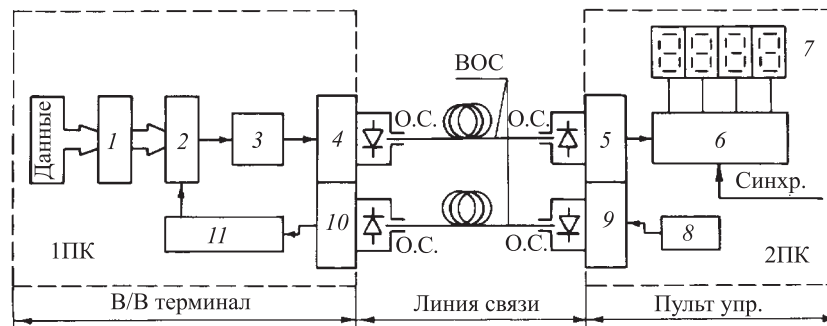 ВОС
7
Данные
1
2
3
4
О.С.
О.С.
5
6
Синхр.
11
10
О.С.
О.С.
9
8
1ПК
2ПК
В/В терминал
Линия связи
Пульт упр.